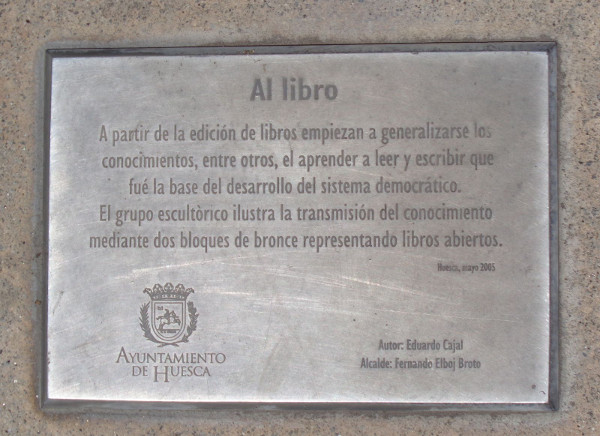 Al libro
A partir de la edición de libros empiezan a generalizarse los
conocimientos, entre otros, el aprender a leer y escribir que
fué la base del desarrollo del sistema democrático.
El grupo escultòrico ilustra la transmisión del conocimiento
mediante dos bloques de bronce representando libros abiertos.
Huesca, mayo 2005
AYUNTAMIENTO
DE HUESCA
Autor: Eduardo Cajal
Alcalde: Fernando Elboj Broto